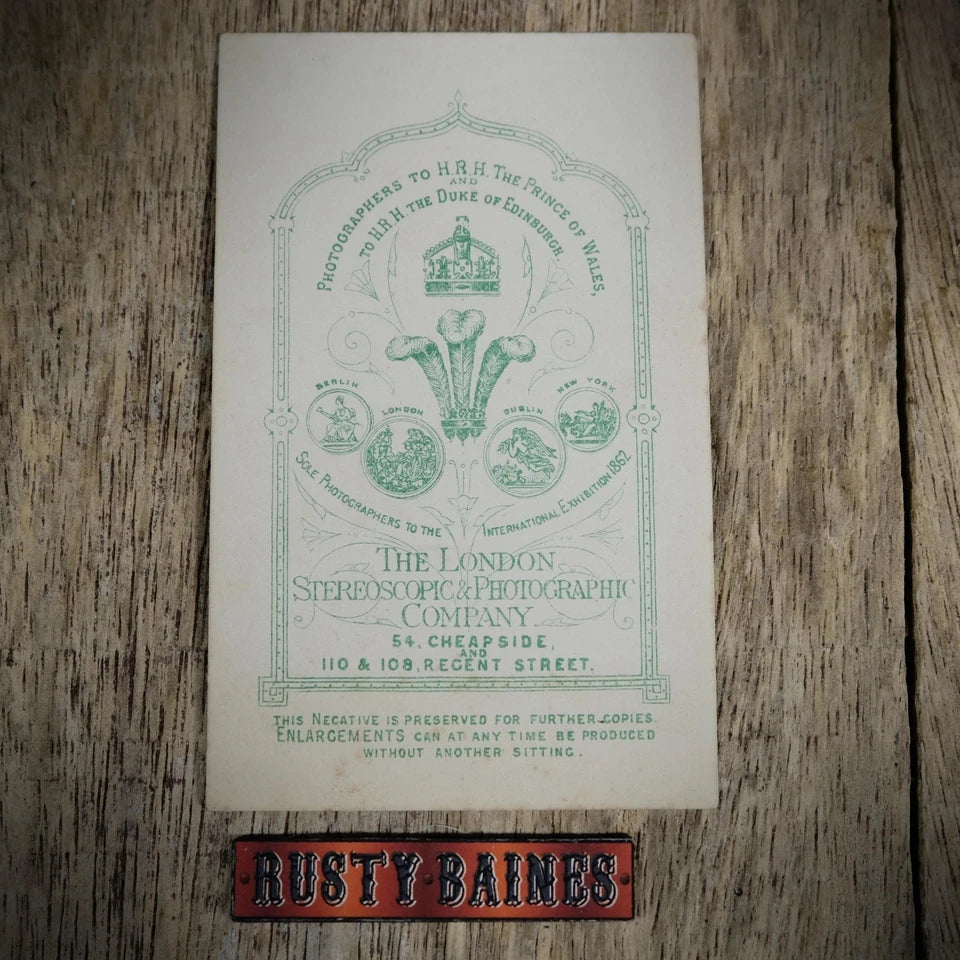 PHOTOGRAPHERS TO H.R.H. THE PRINCE OF WALES,
AND
TO H.R.H. THE DUKE OF EDINBURGH.
BERLIN
LONDON
DUBLIN
NEW YORK
SOLE PHOTOGRAPHERS TO THE INTERNATIONAL EXHIBITION 1862
THE LONDON
STEREOSCOPIC & PHOTOGRAPHIC
COMPANY
54, CHEAPSIDE,
AND
110 & 108, REGENT STREET.
THIS NEGATIVE IS PRESERVED FOR FURTHER COPIES.
ENLARGEMENTS CAN AT ANY TIME BE PRODUCED
WITHOUT ANOTHER SITTING.
RUSTY·BAINES